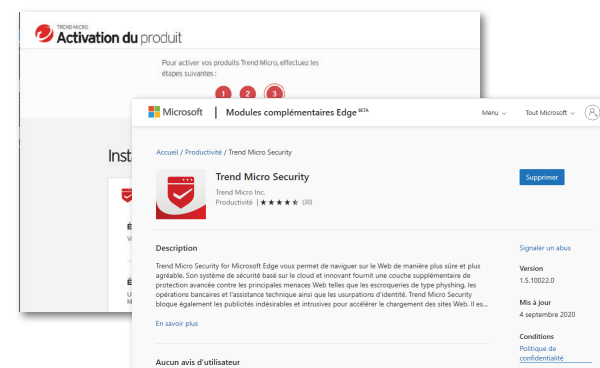 TREND MICRO
Activation du produit
Pour activer vos produits Trend Micro, effectuez les
étapes suivantes :
1 2 3
Microsoft | Modules complémentaires Edge BETA
Menu
Tout Microsoft
Accueil / Productivité / Trend Micro Security
Inst
Trend Micro Security
Trend Micro Inc.
Productivité | ★★★★★ (30)
Supprimer
Description
Trend Micro Security for Microsoft Edge vous permet de naviguer sur le Web de manière plus sûre et plus
agréable. Son système de sécurité basé sur le cloud et innovant fournit une couche supplémentaire de
protection avancée contre les principales menaces Web telles que les escroqueries de type physhing, les
opérations bancaires et l'assistance technique ainsi que les usurpations d'identité. Trend Micro Security
bloque également les publicités indésirables et intrusives pour accélérer le chargement des sites Web. Il es...
En savoir plus
Signaler un abus
Version
1.5.10022.0
Mis à jour
4 septembre 2020
Conditions
Politique de
confidentialité
Aucun avis d'utilisateur